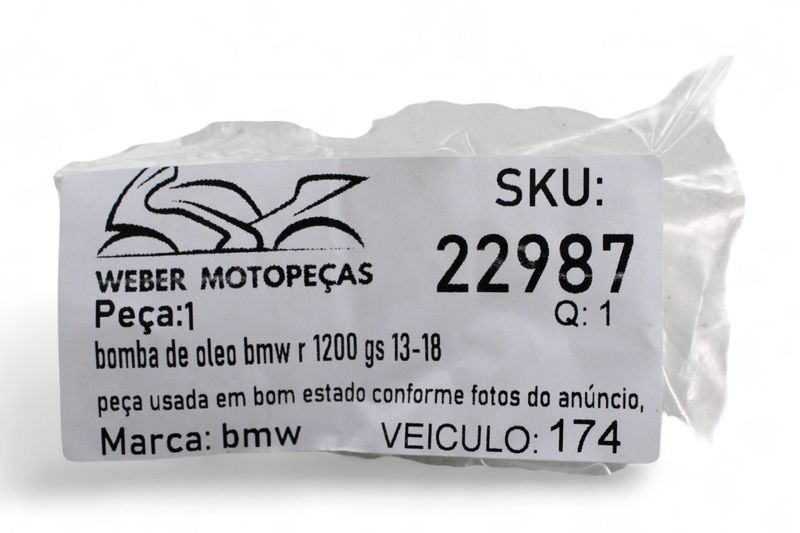 WEBER MOTOPEÇAS
SKU:
22987
Q: 1
Peça:1
bomba de oleo bmw r 1200 gs 13-18
peça usada em bom estado conforme fotos do anúncio,
Marca: bmw
VEICULO: 174